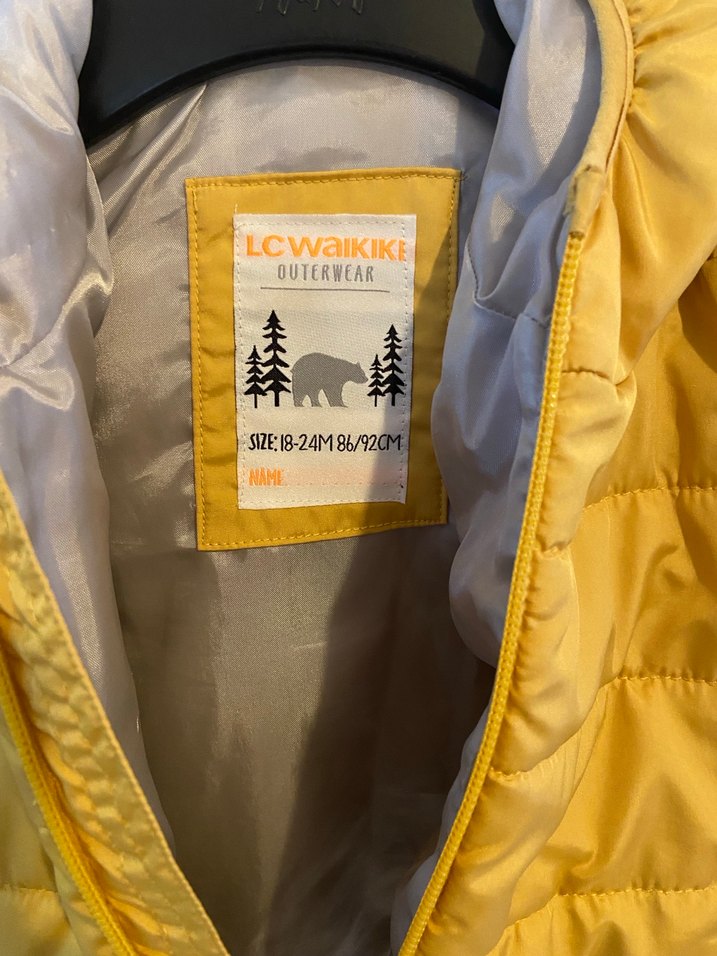 LCWAIKIKI
OUTERWEAR
SIZE: 18-24M 86/92CM
NAME